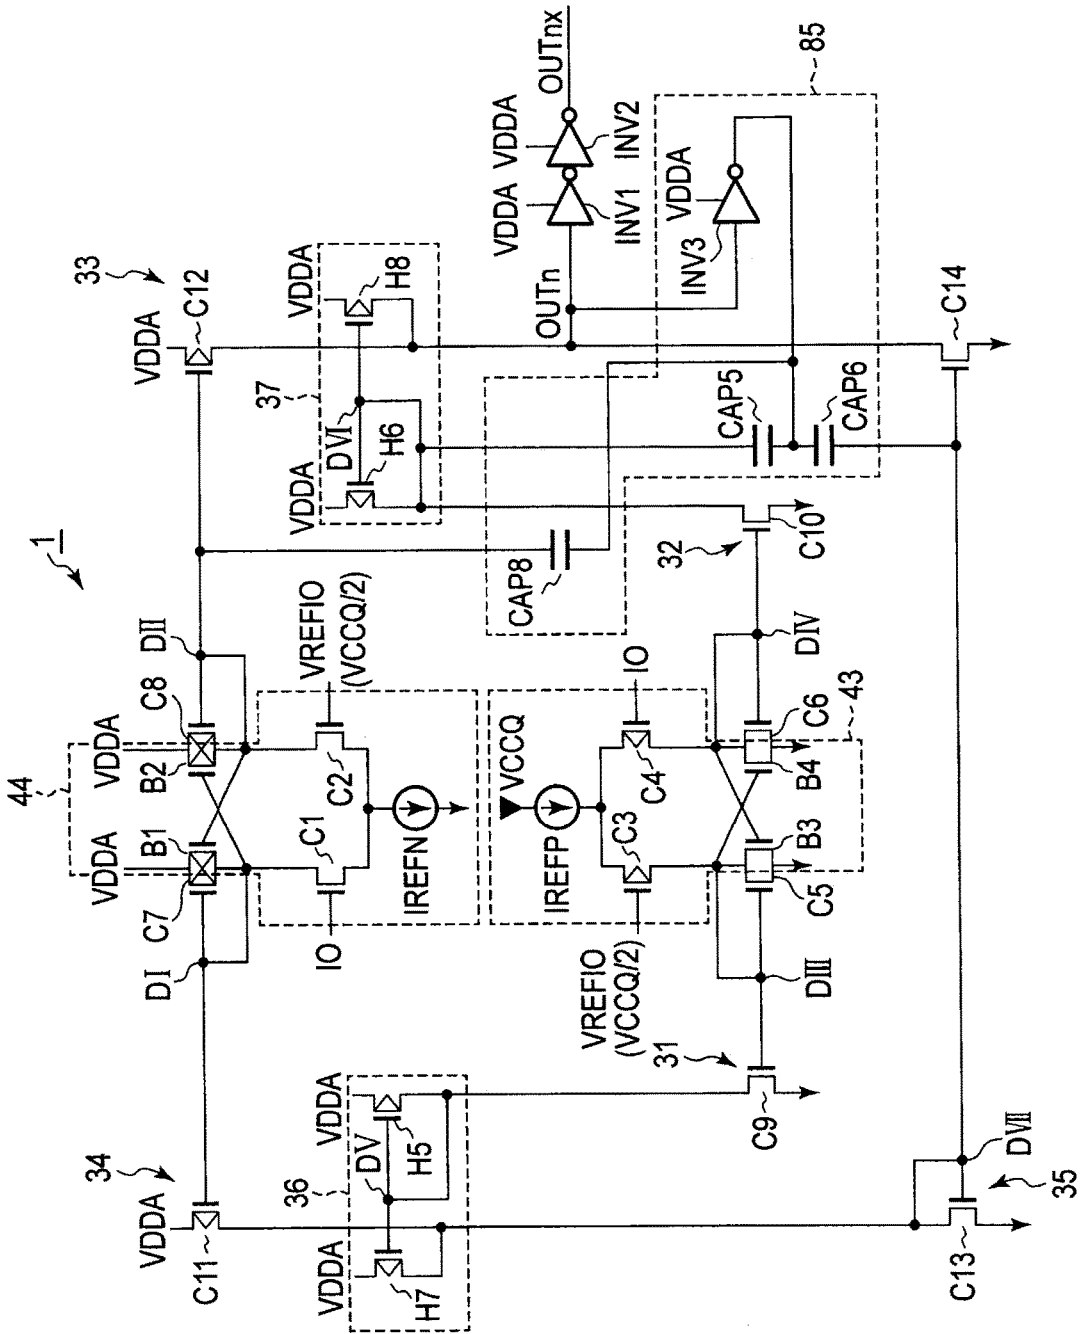 1
33
VDDA
C12
34
VDDA
C11
44
VDDA
VDDA
C7
B1
B2
C8
DI
DII
37
VDDA
VDDA
DVI
H6
H8
36
VDDA
VDDA
DV
H7
H5
IO
C1
C2
VREFIO
(VCCQ/2)
IREFN
VDDA
VDDA
INV1
INV2
OUTn
OUTnx
85
CAP8
VDDA
INV3
CAP5
CAP6
VCCQ
IREFP
VREFIO
(VCCQ/2)
C3
C4
IO
43
C5
B3
B4
C6
DIII
DIV
31
C9
32
C10
C14
DVII
35
C13